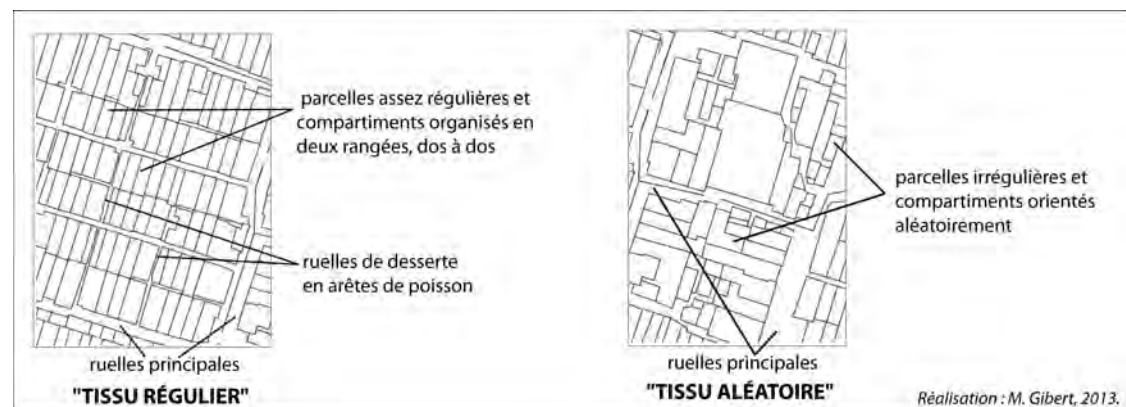 parcelles assez régulières et
compartiments organisés en
deux rangées, dos à dos
ruelles de desserte
en arêtes de poisson
ruelles principales
"TISSU RÉGULIER"
parcelles irrégulières et
compartiments orientés
aléatoirement
ruelles principales
"TISSU ALÉATOIRE"
Réalisation : M. Gibert, 2013.